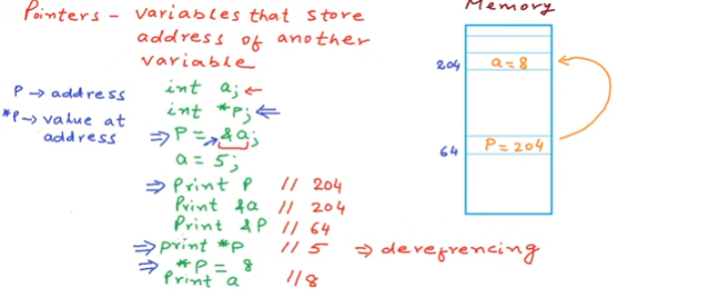 Pointers - variables that store
address of another
variable
P → address
*P → value at
address
int a; ←
int *P; ⇐
⇒ P = → &a;
a = 5;
⇒ Print P // 204
Print &a // 204
Print &P // 64
⇒ print *P // 5 ⇒ derefrencing
⇒ *P = 8
Print a //8
Memory
204 a = 8
64 P = 204